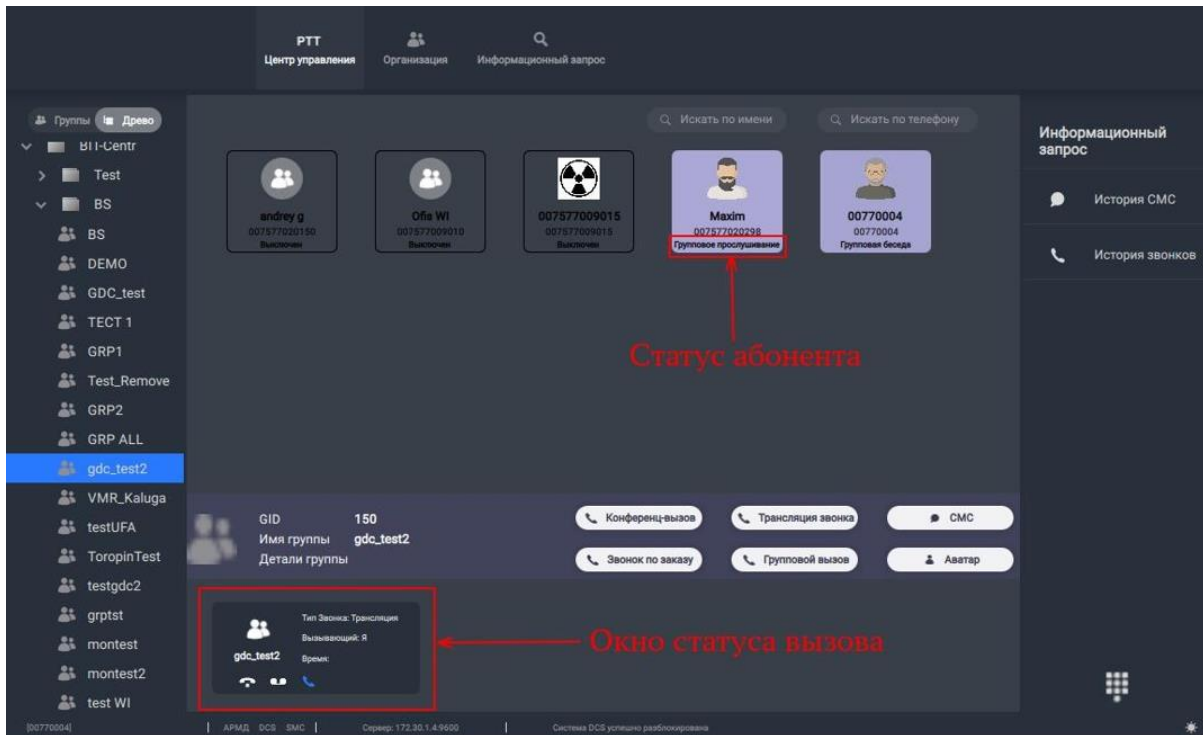 PTT
Центр управления
Организация
Информационный запрос
Группы
Древо
BIT-Centr
Test
BS
BS
DEMO
GDC_test
ТЕСТ 1
GRP1
Test_Remove
GRP2
GRP ALL
gdc_test2
VMR_Kaluga
testUFA
ToropinTest
testgdc2
grptst
montest
montest2
test WI
Искать по имени
Искать по телефону
andrey g
007577020150
Выключен
Ofis WI
007577009010
Выключен
007577009015
007577009015
Выключен
Maxim
007577020298
Групповое прослушивание
00770004
00770004
Групповая беседа
Статус абонента
GID 150
Имя группы gdc_test2
Детали группы
Конференц-вызов
Трансляция звонка
СМС
Звонок по заказу
Групповой вызов
Аватар
gdc_test2
Тип Звонка: Трансляция
Вызывающий: Я
Время:
Окно статуса вызова
Информационный
запрос
История СМС
История звонков
[00770004]
АРМД DCS SMC
Сервер: 172.30.1.4:9600
Система DCS успешно разблокирована